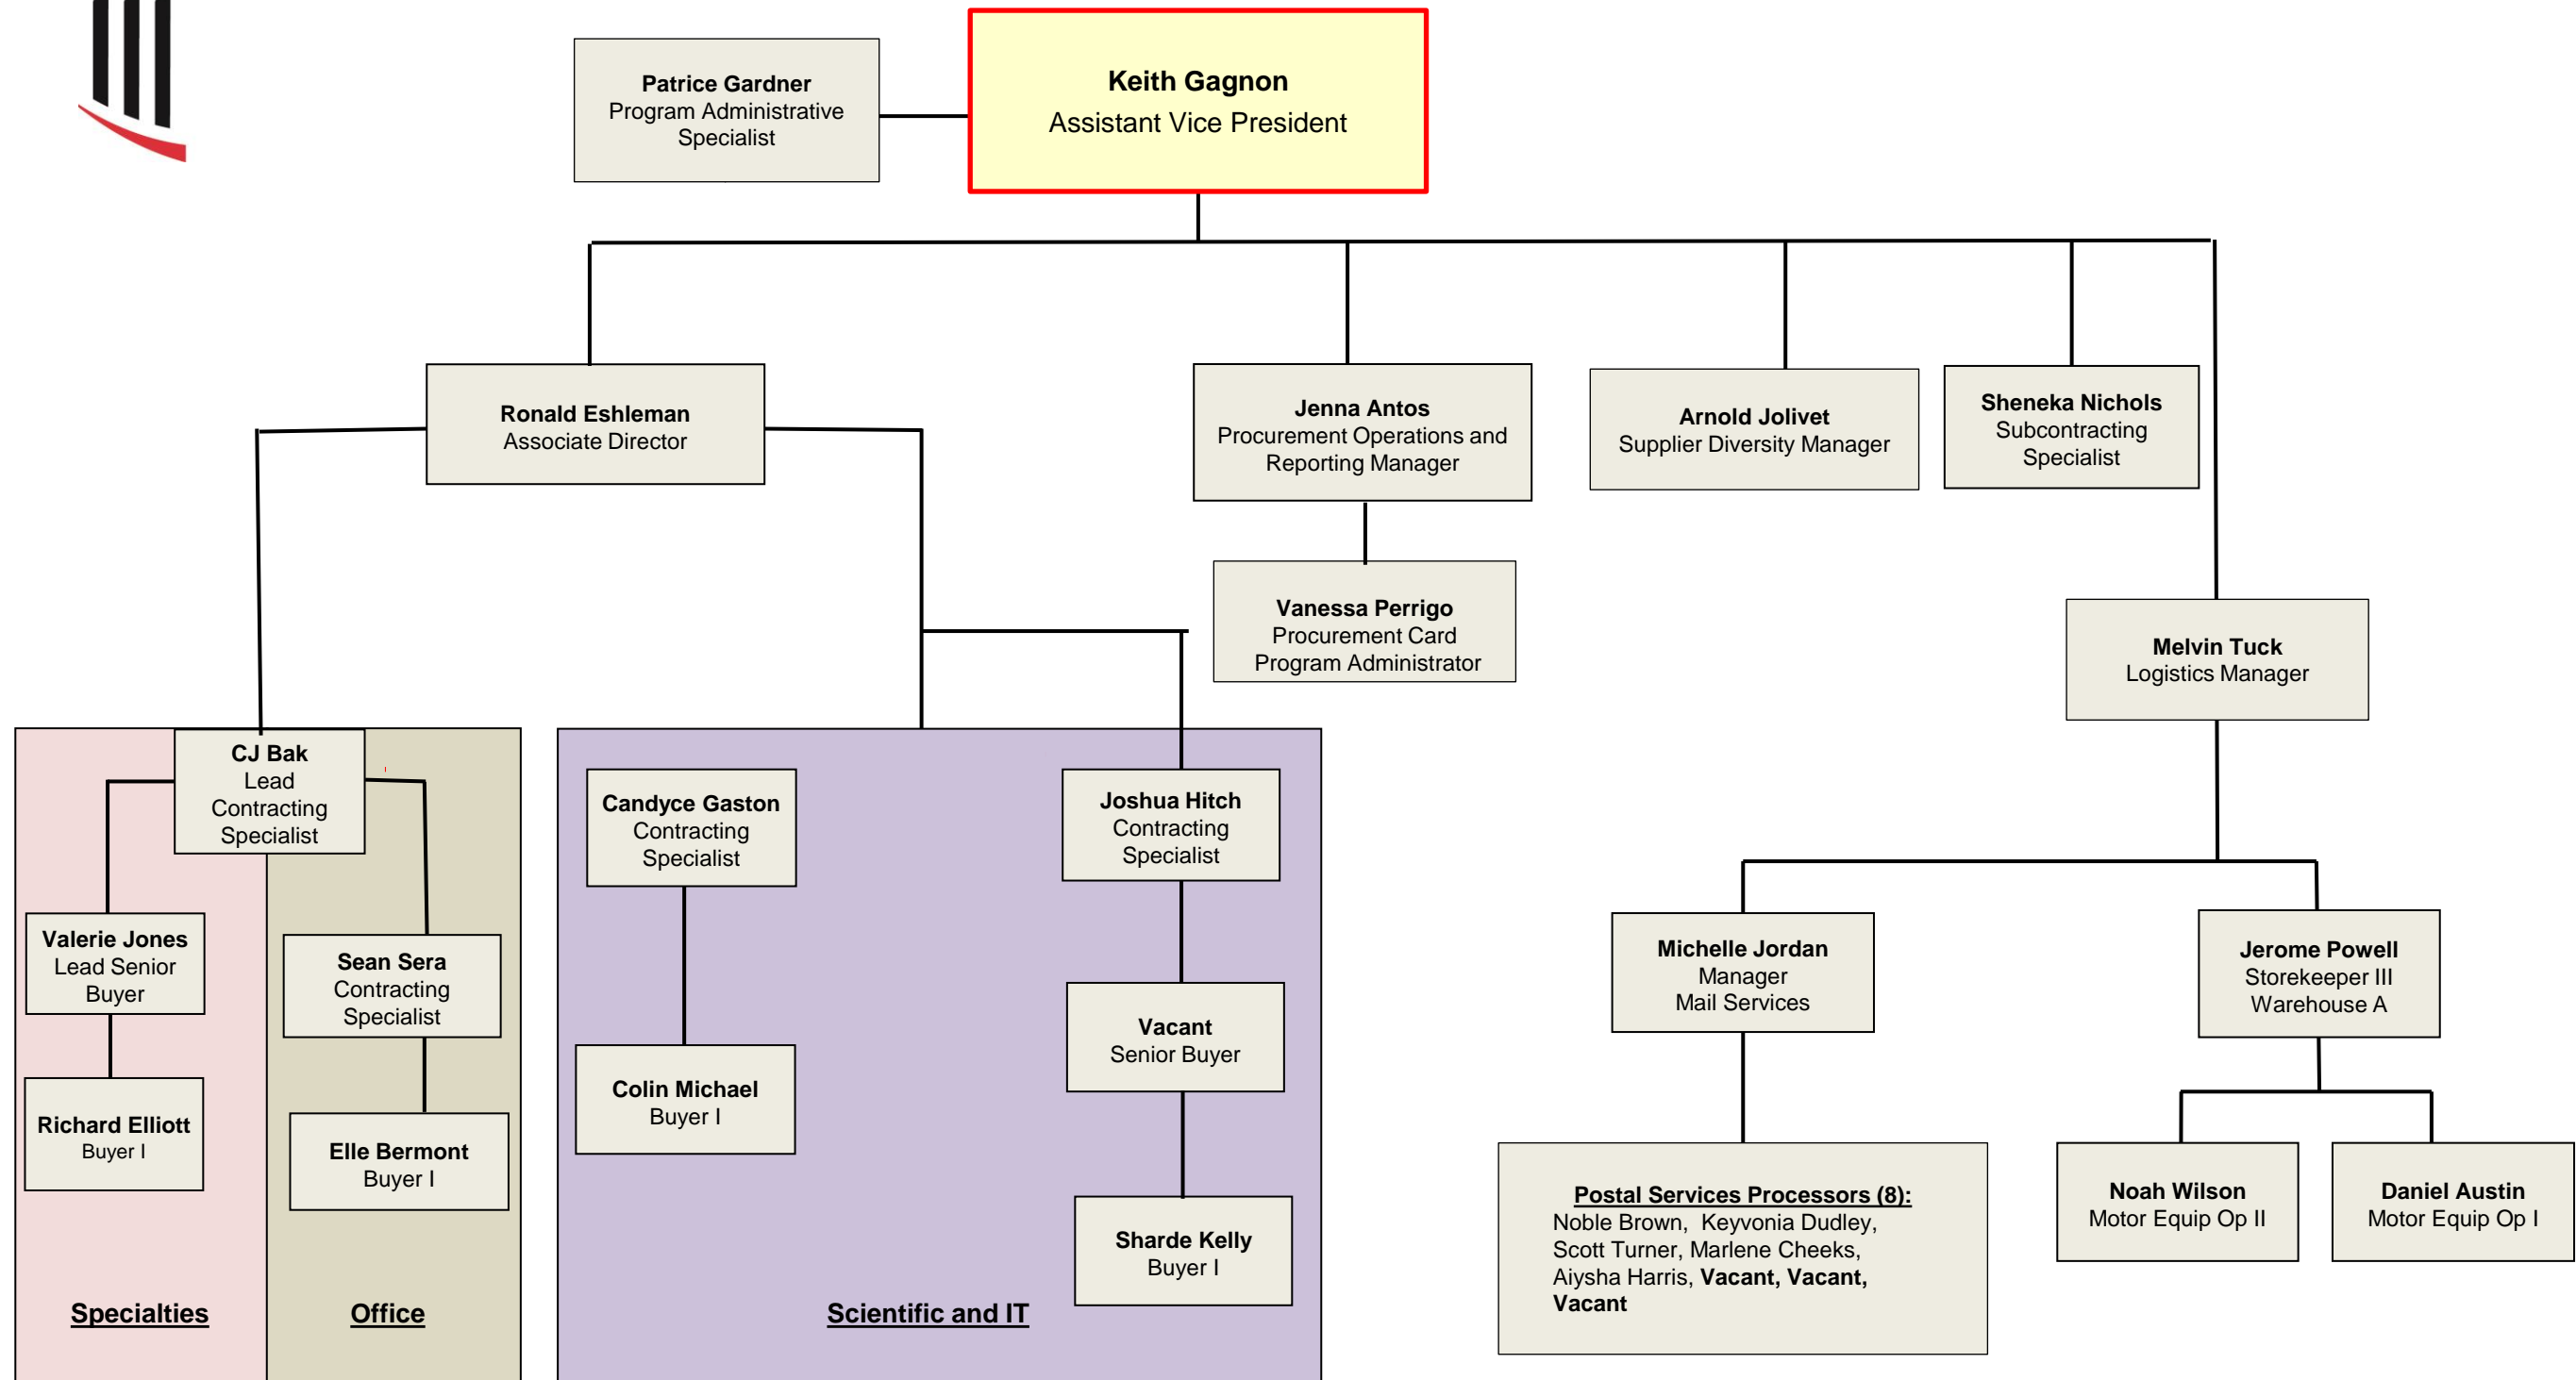 Patrice Gardner
Program Administrative
Specialist
Keith Gagnon
Assistant Vice President
Ronald Eshleman
Associate Director
Jenna Antos
Procurement Operations and
Reporting Manager
Arnold Jolivet
Supplier Diversity Manager
Sheneka Nichols
Subcontracting
Specialist
Vanessa Perrigo
Procurement Card
Program Administrator
Melvin Tuck
Logistics Manager
CJ Bak
Lead
Contracting
Specialist
Valerie Jones
Lead Senior
Buyer
Richard Elliott
Buyer I
Specialties
Sean Sera
Contracting
Specialist
Elle Bermont
Buyer I
Office
Candyce Gaston
Contracting
Specialist
Colin Michael
Buyer I
Joshua Hitch
Contracting
Specialist
Vacant
Senior Buyer
Sharde Kelly
Buyer I
Scientific and IT
Michelle Jordan
Manager
Mail Services
Postal Services Processors (8):
Noble Brown,  Keyvonia Dudley,
Scott Turner, Marlene Cheeks,
Aiysha Harris, Vacant, Vacant,
Vacant
Jerome Powell
Storekeeper III
Warehouse A
Noah Wilson
Motor Equip Op II
Daniel Austin
Motor Equip Op I